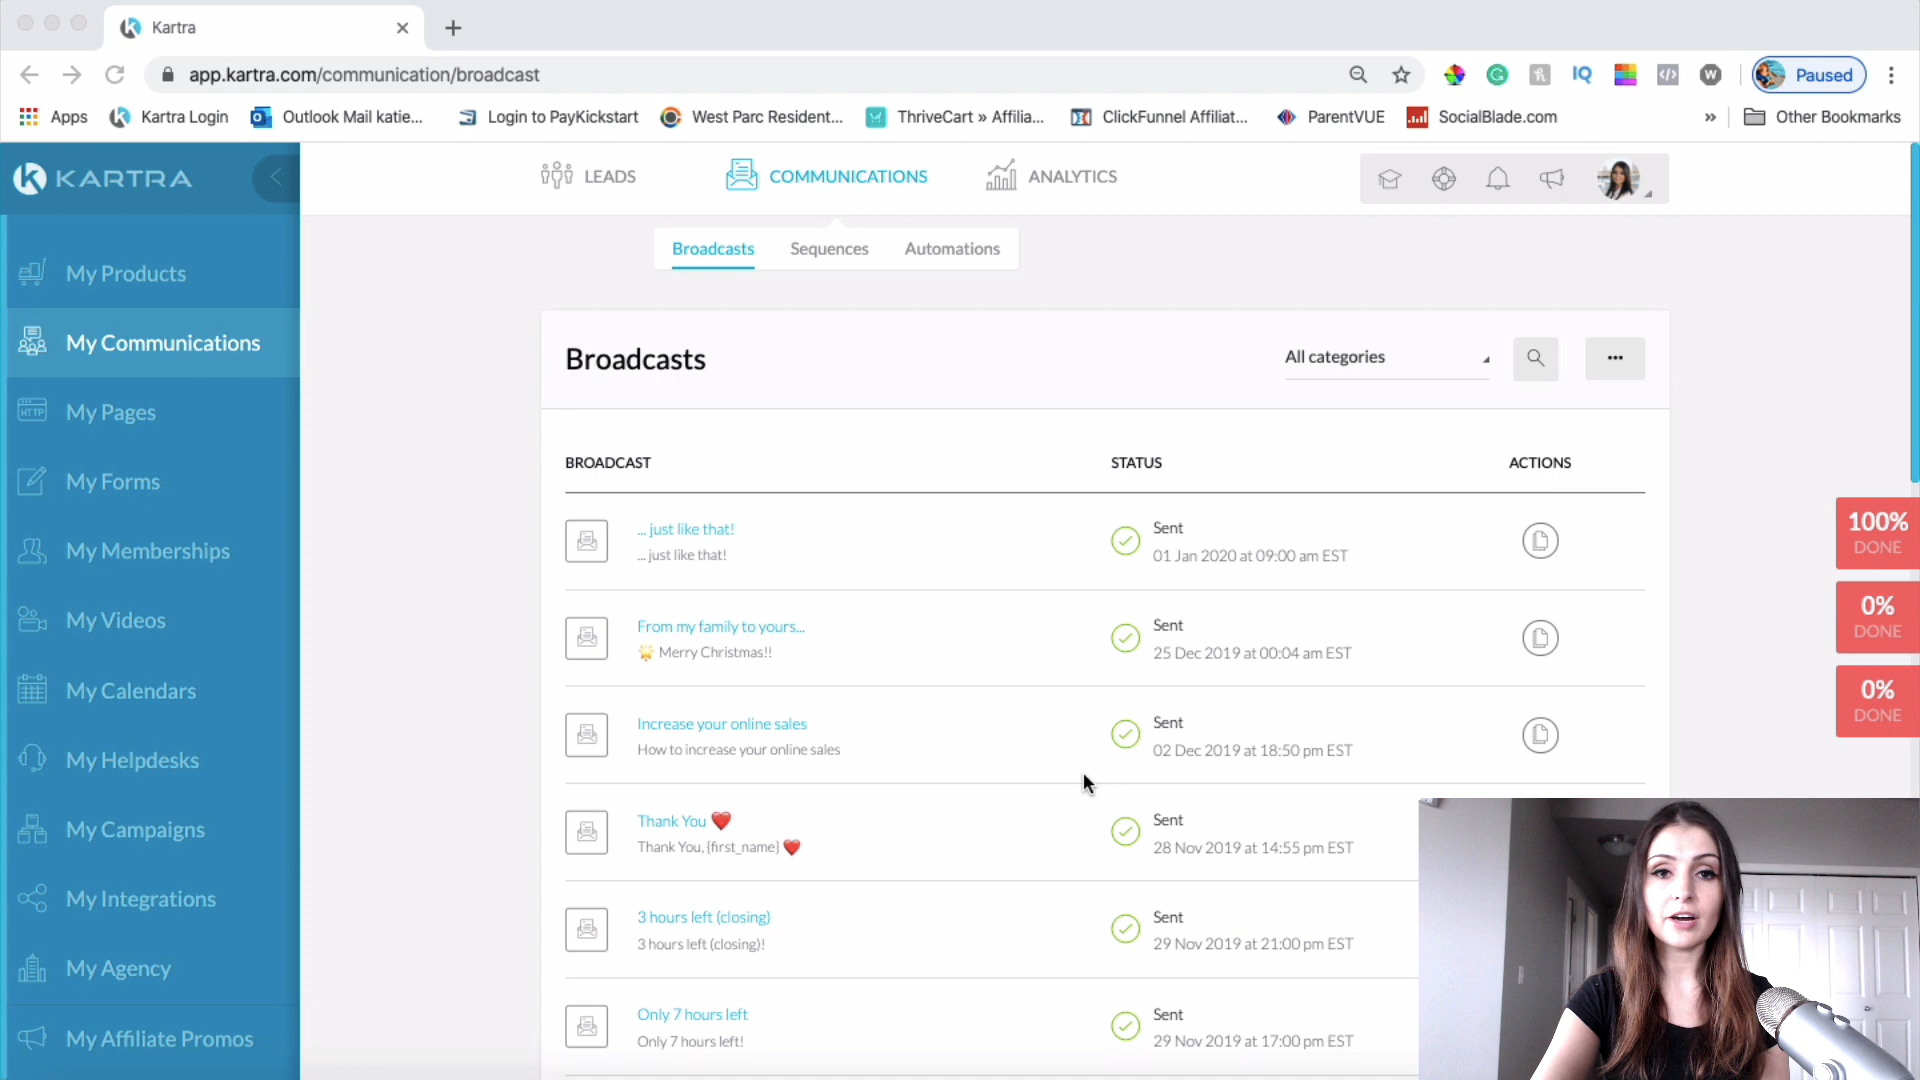 Kartra
app.kartra.com/communication/broadcast
IQ
W
Paused
Apps
Kartra Login
Outlook Mail katie...
Login to PayKickstart
West Parc Resident...
ThriveCart » Affilia...
ClickFunnel Affiliat...
ParentVUE
SocialBlade.com
»
Other Bookmarks
KARTRA
LEADS
COMMUNICATIONS
ANALYTICS
Broadcasts
Sequences
Automations
My Products
My Communications
HTTP
My Pages
My Forms
My Memberships
My Videos
My Calendars
My Helpdesks
My Campaigns
My Integrations
My Agency
My Affiliate Promos
Broadcasts
All categories
BROADCAST
STATUS
ACTIONS
... just like that!
... just like that!
Sent
01 Jan 2020 at 09:00 am EST
From my family to yours...
🌟 Merry Christmas!!
Sent
25 Dec 2019 at 00:04 am EST
Increase your online sales
How to increase your online sales
Sent
02 Dec 2019 at 18:50 pm EST
Thank You ❤️
Thank You, {first_name} ❤️
Sent
28 Nov 2019 at 14:55 pm EST
3 hours left (closing)
3 hours left (closing)!
Sent
29 Nov 2019 at 21:00 pm EST
Only 7 hours left
Only 7 hours left!
Sent
29 Nov 2019 at 17:00 pm EST
100%
DONE
0%
DONE
0%
DONE